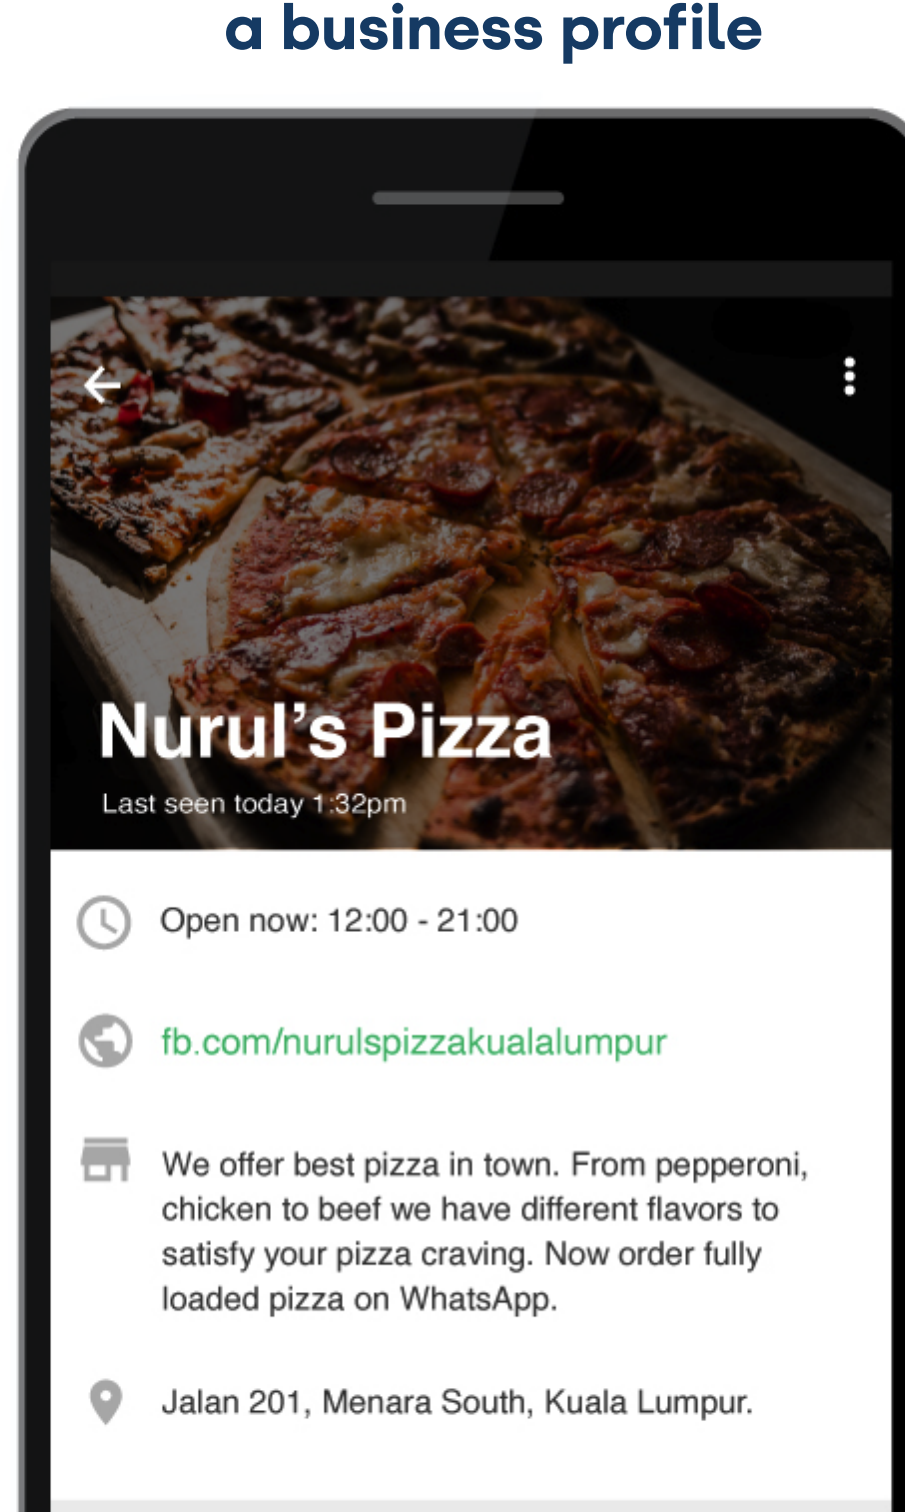 a business profile
Nurul’s Pizza
Last seen today 1:32pm
Open now: 12:00 - 21:00
fb.com/nurulspizzakualalumpur
We offer best pizza in town. From pepperoni,
chicken to beef we have different flavors to
satisfy your pizza craving. Now order fully
loaded pizza on WhatsApp.
Jalan 201, Menara South, Kuala Lumpur.